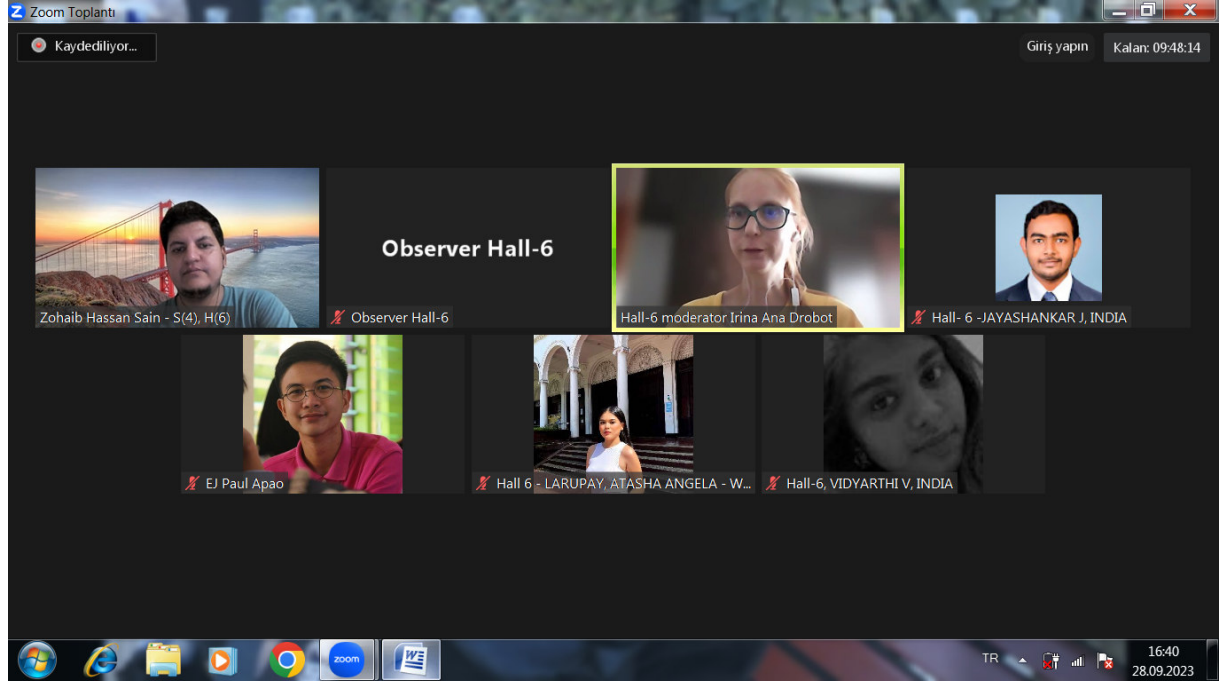 Zoom Toplantı
Kaydediliyor...
Giriş yapın
Kalan: 09:48:14
Observer Hall-6
Zohaib Hassan Sain - S(4), H(6)
Observer Hall-6
Hall-6 moderator Irina Ana Drobot
Hall- 6 -JAYASHANKAR J, INDIA
EJ Paul Apao
Hall 6 - LARUPAY, ATASHA ANGELA - W...
Hall-6, VIDYARTHI V, INDIA
zoom
TR
16:40
28.09.2023